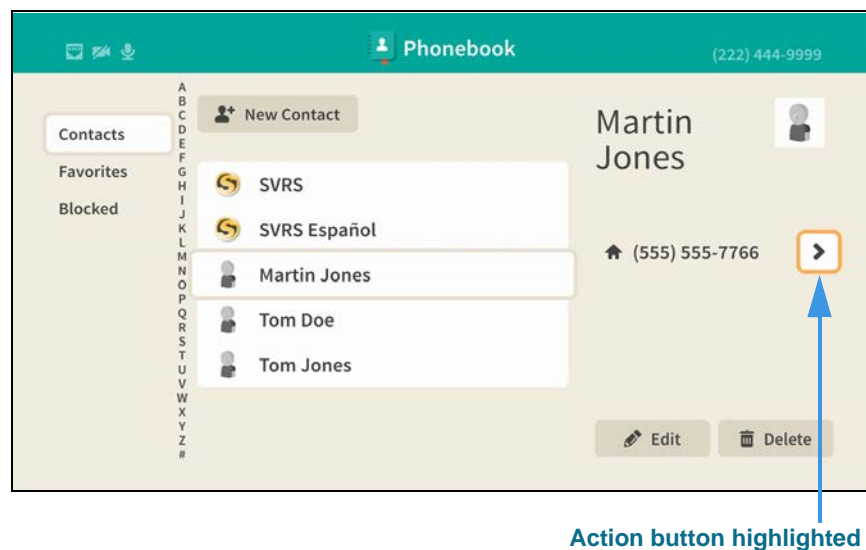 Phonebook
(222) 444-9999
Contacts
Favorites
Blocked
A
B
C
D
E
F
G
H
I
J
K
L
M
N
O
P
Q
R
S
T
U
V
W
X
Y
Z
#
New Contact
SVRS
SVRS Español
Martin Jones
Tom Doe
Tom Jones
Martin
Jones
(555) 555-7766
Edit
Delete
Action button highlighted